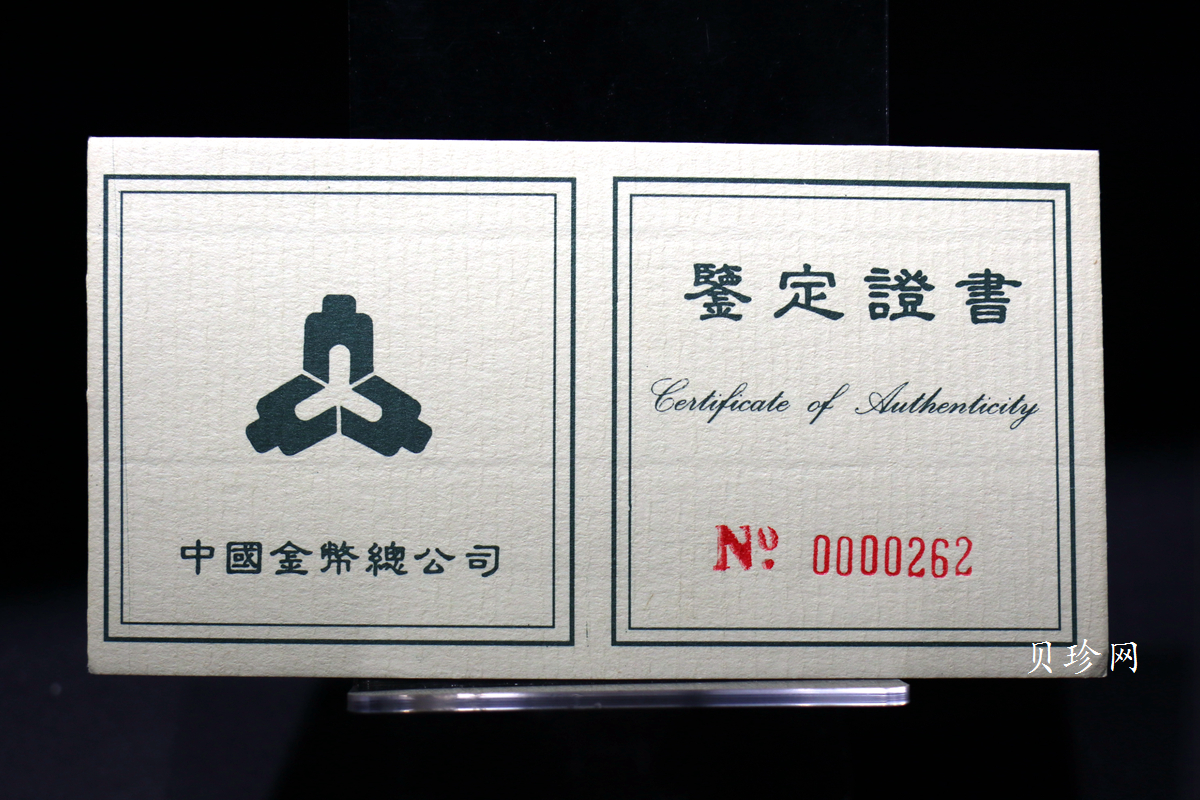 中國金幣總公司
鑒定證書
Certificate of Authenticity
Nº 0000262
贝珍网